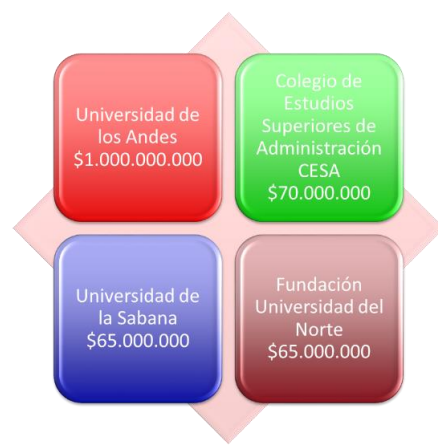 Universidad de
los Andes
$1.000.000.000
Colegio de
Estudios
Superiores de
Administración
CESA
$70.000.000
Universidad de
la Sabana
$65.000.000
Fundación
Universidad del
Norte
$65.000.000